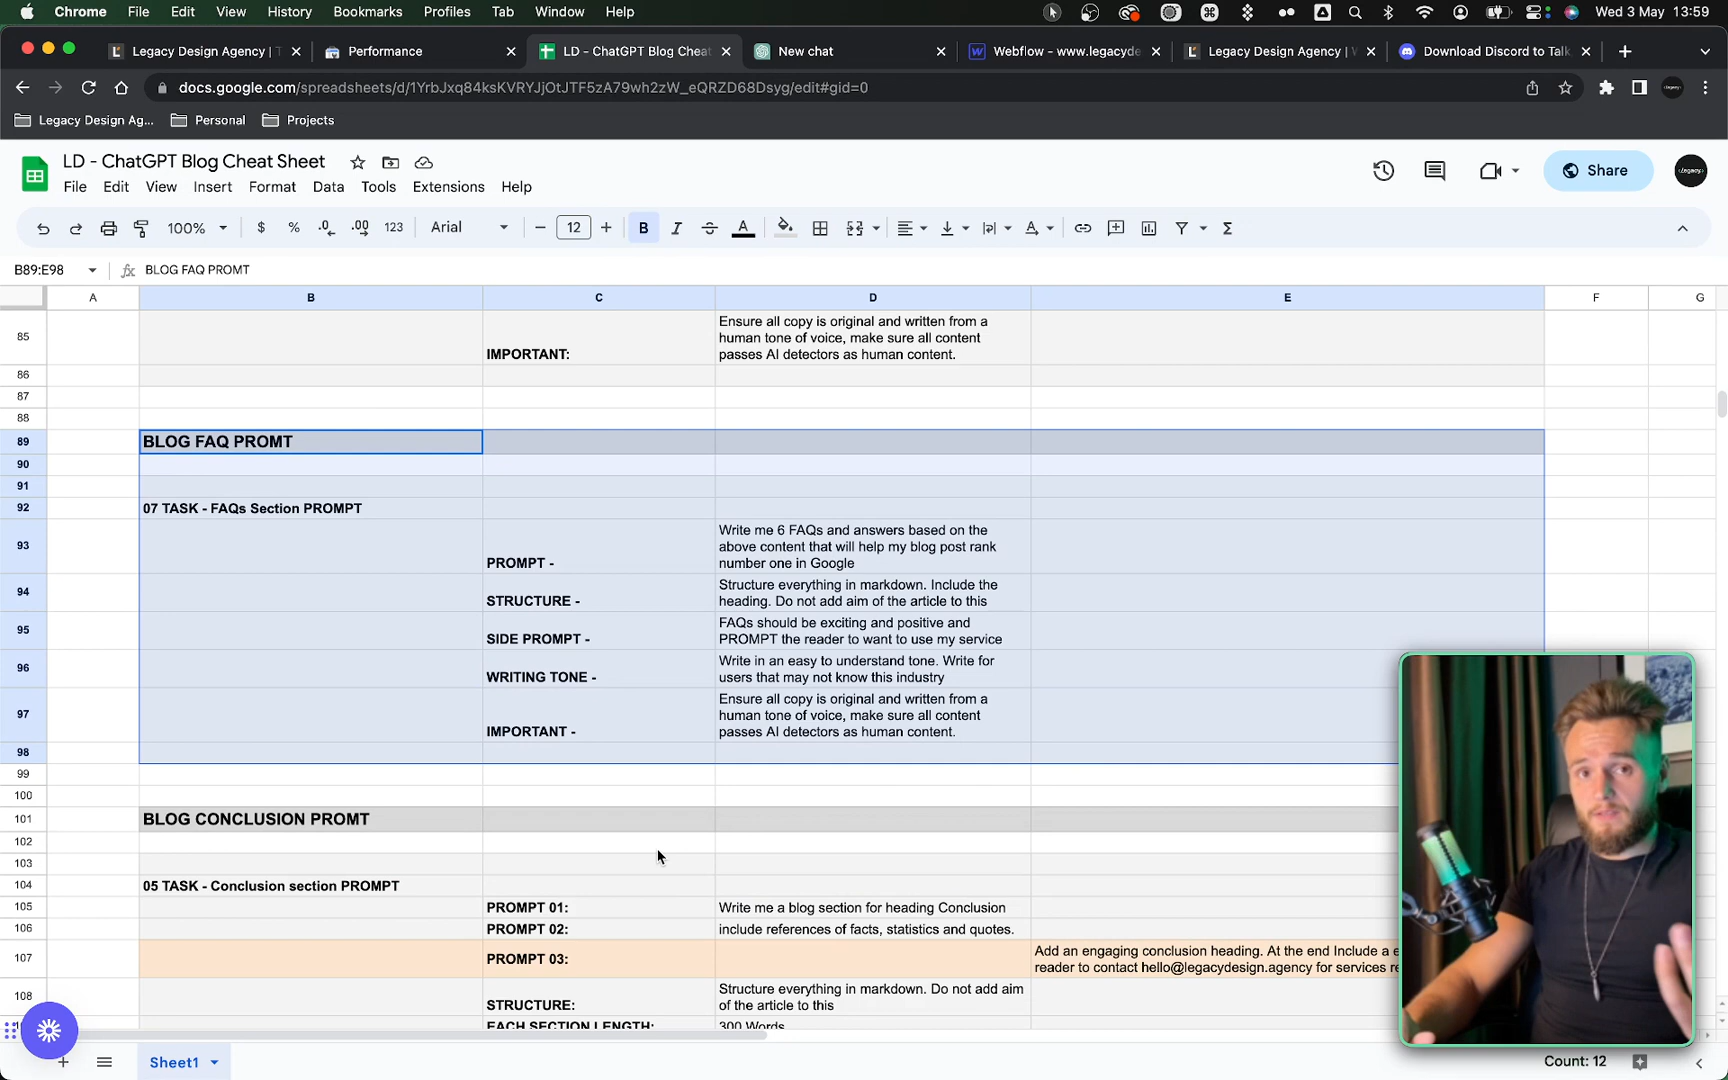 Chrome File Edit View History Bookmarks Profiles Tab Window Help Wed 3 May 13:59
Legacy Design Agency | T Performance LD - ChatGPT Blog Cheat New chat Webflow - www.legacyde Legacy Design Agency | Download Discord to Talk
docs.google.com/spreadsheets/d/1YrbJxq84ksKVRYJjOtJTF5zA79wh2zW_eQRZD68Dsyg/edit#gid=0
Legacy Design Ag... Personal Projects
LD - ChatGPT Blog Cheat Sheet
File Edit View Insert Format Data Tools Extensions Help
Share
100% $ % .0 .00 123 Arial 12 B I
B89:E98 fx BLOG FAQ PROMT
A B C D E F G
85 IMPORTANT: Ensure all copy is original and written from a
human tone of voice, make sure all content
passes AI detectors as human content.
86
87
88
89 BLOG FAQ PROMT
90
91
92 07 TASK - FAQs Section PROMPT
93 PROMPT - Write me 6 FAQs and answers based on the
above content that will help my blog post rank
number one in Google
94 STRUCTURE - Structure everything in markdown. Include the
heading. Do not add aim of the article to this
95 SIDE PROMPT - FAQs should be exciting and positive and
PROMPT the reader to want to use my service
96 WRITING TONE - Write in an easy to understand tone. Write for
users that may not know this industry
97 IMPORTANT - Ensure all copy is original and written from a
human tone of voice, make sure all content
passes AI detectors as human content.
98
99
100
101 BLOG CONCLUSION PROMT
102
103
104 05 TASK - Conclusion section PROMPT
105 PROMPT 01: Write me a blog section for heading Conclusion
106 PROMPT 02: include references of facts, statistics and quotes.
107 PROMPT 03: Add an engaging conclusion heading. At the end Include a
reader to contact hello@legacydesign.agency for services
108 STRUCTURE: Structure everything in markdown. Do not add aim
of the article to this
EACH SECTION LENGTH: 300 Words
Sheet1 Count: 12